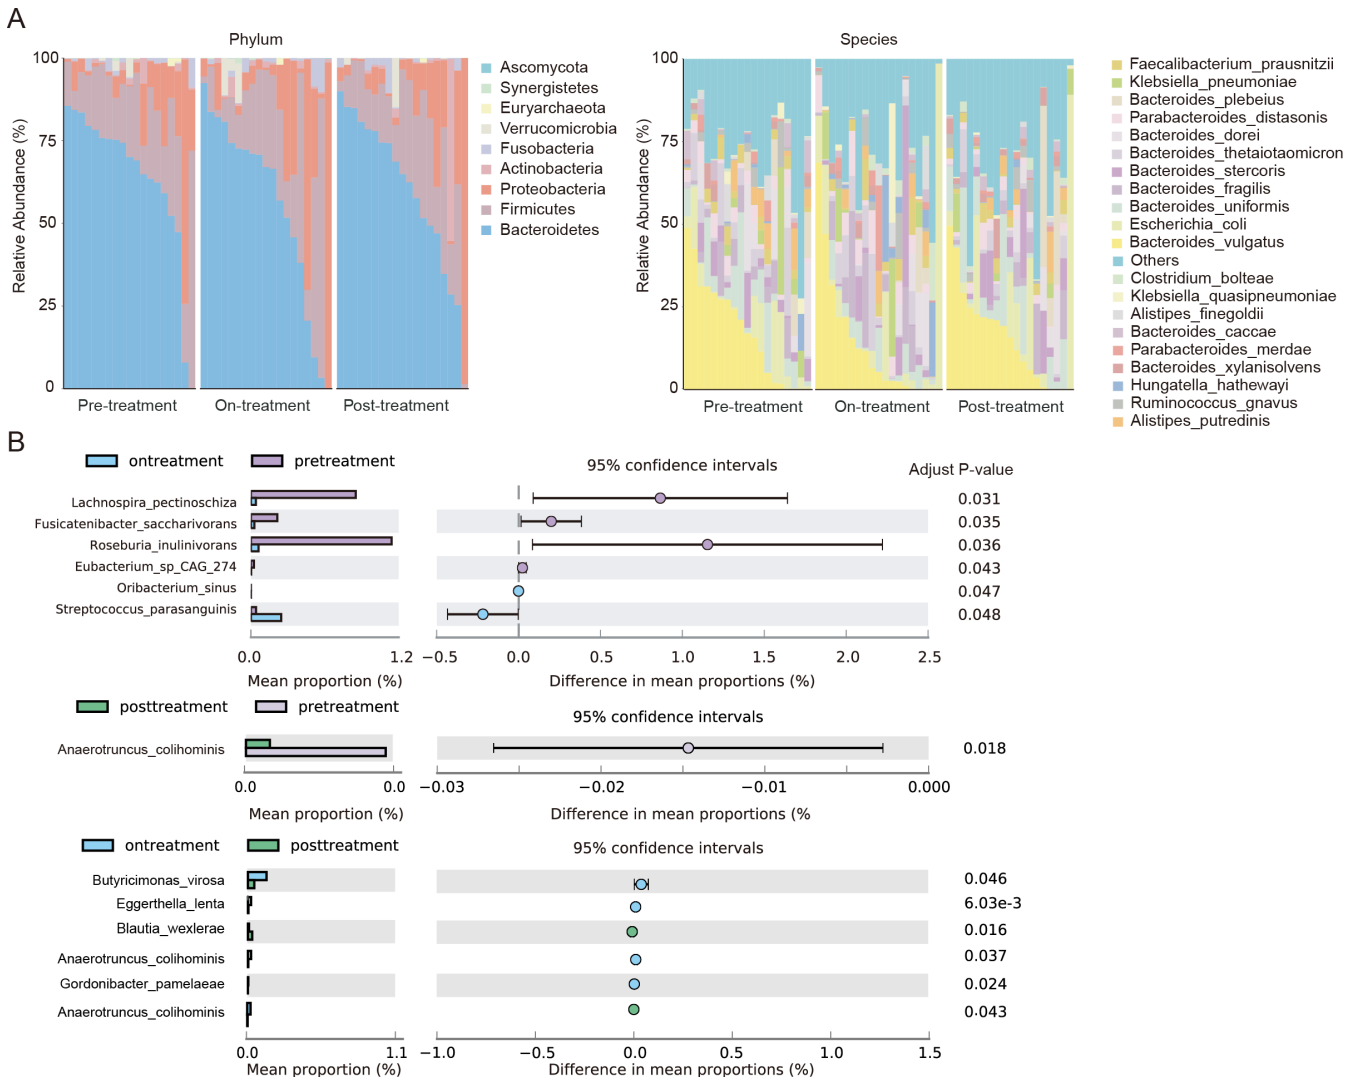 A
Phylum
Species
Relative Abundance (%)
100
75
50
25
0
Pre-treatment
On-treatment
Post-treatment
Ascomycota
Synergistetes
Euryarchaeota
Verrucomicrobia
Fusobacteria
Actinobacteria
Proteobacteria
Firmicutes
Bacteroidetes
Relative Abundance (%)
100
75
50
25
0
Pre-treatment
On-treatment
Post-treatment
Faecalibacterium_prausnitzii
Klebsiella_pneumoniae
Bacteroides_plebeius
Parabacteroides_distasonis
Bacteroides_dorei
Bacteroides_thetaiotaomicron
Bacteroides_stercoris
Bacteroides_fragilis
Bacteroides_uniformis
Escherichia_coli
Bacteroides_vulgatus
Others
Clostridium_bolteae
Klebsiella_quasipneumoniae
Alistipes_finegoldii
Bacteroides_caccae
Parabacteroides_merdae
Bacteroides_xylanisolvens
Hungatella_hathewayi
Ruminococcus_gnavus
Alistipes_putredinis
B
ontreatment pretreatment 95% confidence intervals Adjust P-value
Lachnospira_pectinoschiza 0.031
Fusicatenibacter_saccharivorans 0.035
Roseburia_inulinivorans 0.036
Eubacterium_sp_CAG_274 0.043
Oribacterium_sinus 0.047
Streptococcus_parasanguinis 0.048
0.0 1.2 −0.5 0.0 0.5 1.0 1.5 2.0 2.5
Mean proportion (%) Difference in mean proportions (%)
posttreatment pretreatment 95% confidence intervals
Anaerotruncus_colihominis 0.018
0.0 0.0 −0.03 −0.02 −0.01 0.000
Mean proportion (%) Difference in mean proportions (%
ontreatment posttreatment 95% confidence intervals
Butyricimonas_virosa 0.046
Eggerthella_lenta 6.03e-3
Blautia_wexlerae 0.016
Anaerotruncus_colihominis 0.037
Gordonibacter_pamelaeae 0.024
Anaerotruncus_colihominis 0.043
0.0 1.1 −1.0 −0.5 0.0 0.5 1.0 1.5
Mean proportion (%) Difference in mean proportions (%)